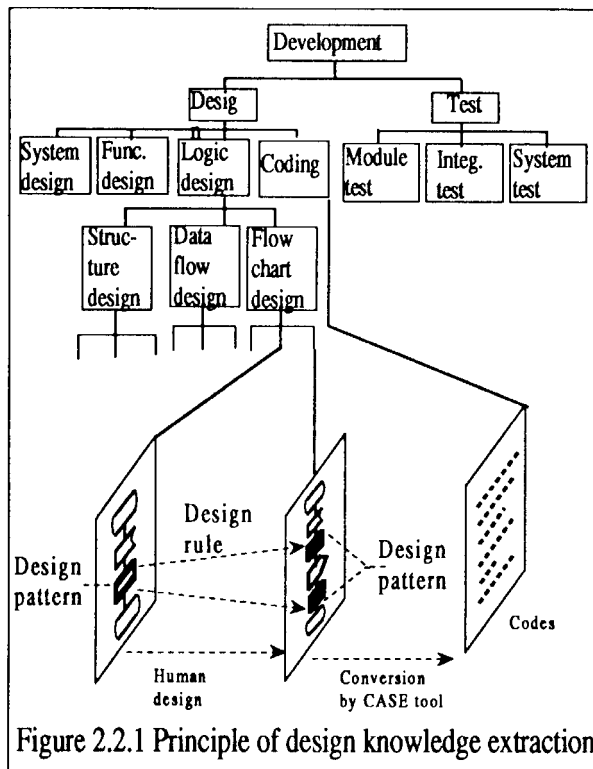 Development
Desig
Test
System design
Func. design
Logic design
Coding
Module test
Integ. test
System test
Struc-
ture
design
Data
flow
design
Flow
chart
design
Design
rule
Design
pattern
Design
pattern
Codes
Human
design
Conversion
by CASE tool
Figure 2.2.1 Principle of design knowledge extraction